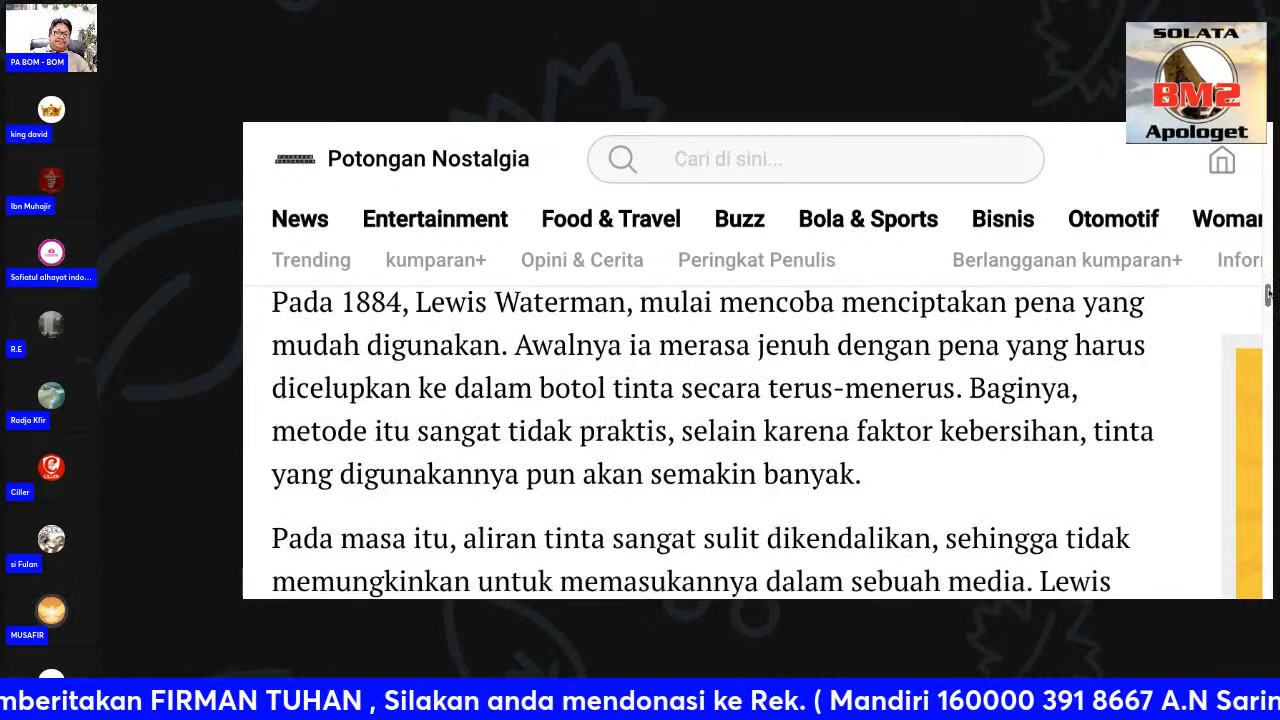 PA BOM - BOM
king david
Ibn Muhajir
Sofiatul alhayat indo...
R.E
Radja Kfir
Ciller
si Fulan
MUSAFIR
SOLATA
BM2
Apologet
Potongan Nostalgia
Cari di sini...
News Entertainment Food & Travel Buzz Bola & Sports Bisnis Otomotif Woman
Trending kumparan+ Opini & Cerita Peringkat Penulis Berlangganan kumparan+ Infor
Pada 1884, Lewis Waterman, mulai mencoba menciptakan pena yang
mudah digunakan. Awalnya ia merasa jenuh dengan pena yang harus
dicelupkan ke dalam botol tinta secara terus-menerus. Baginya,
metode itu sangat tidak praktis, selain karena faktor kebersihan, tinta
yang digunakannya pun akan semakin banyak.
Pada masa itu, aliran tinta sangat sulit dikendalikan, sehingga tidak
memungkinkan untuk memasukannya dalam sebuah media. Lewis
mberitakan FIRMAN TUHAN , Silakan anda mendonasi ke Rek. ( Mandiri 160000 391 8667 A.N Sarin